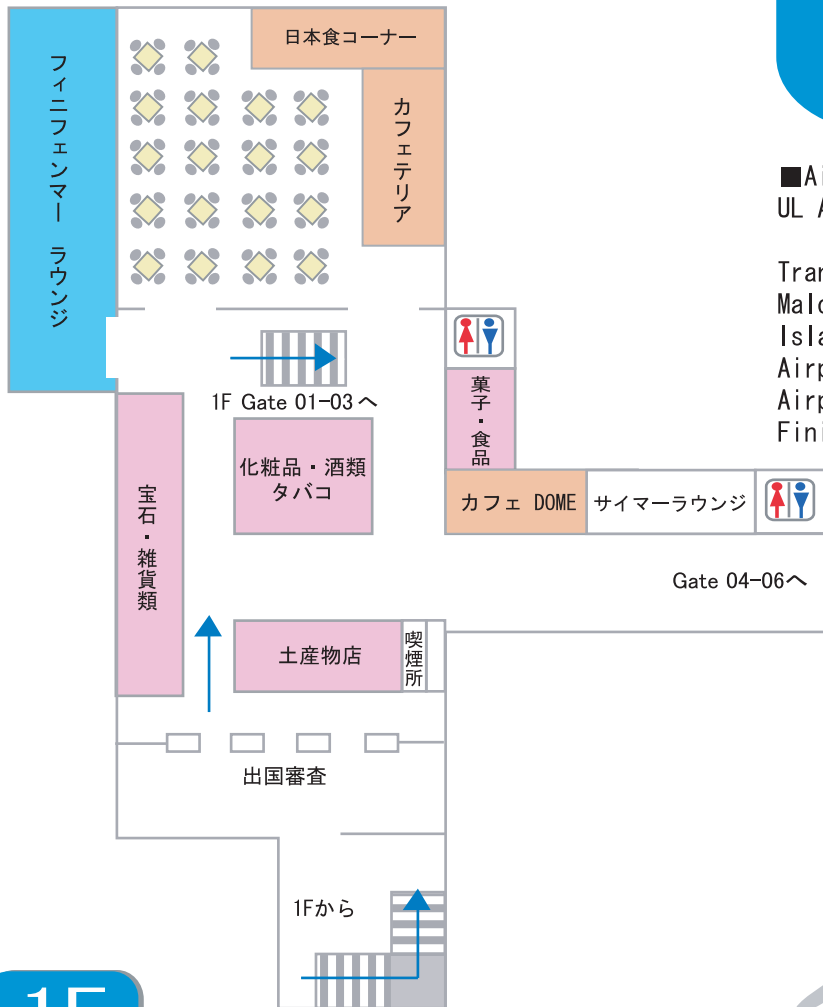 日本食コーナー
フィニフェンマー ラウンジ
カフェテリア
■Ai
UL A
Tran
Malo
Isla
Airp
Airp
Fini
1F Gate 01-03 へ
菓子・食品
化粧品・酒類
タバコ
宝石・雑貨類
カフェ DOME
サイマーラウンジ
Gate 04-06へ
土産物店
喫煙所
出国審査
1Fから
1F